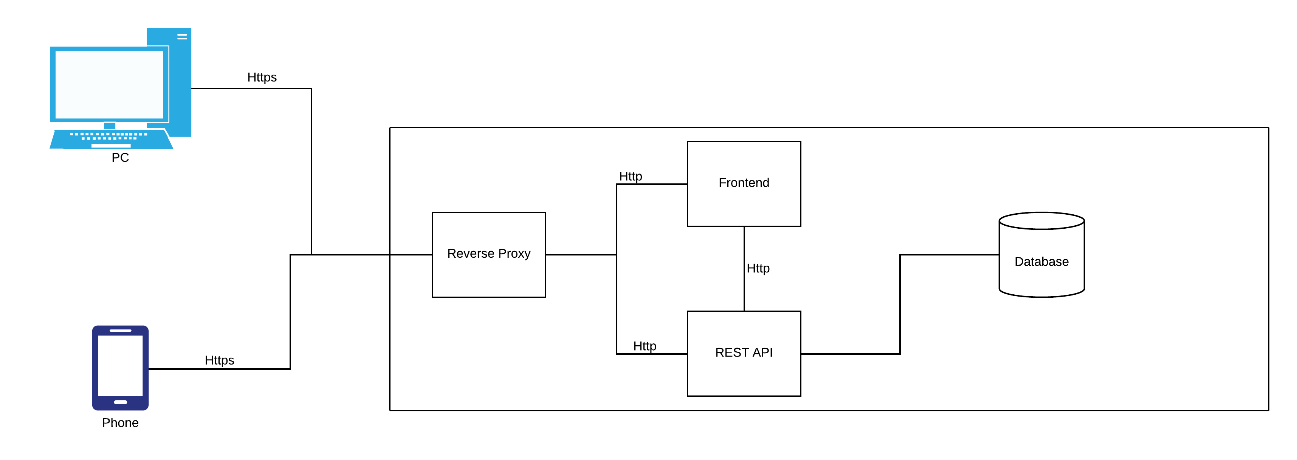 Https
PC
Http
Frontend
Reverse Proxy
Http
Database
Http
REST API
Https
Phone